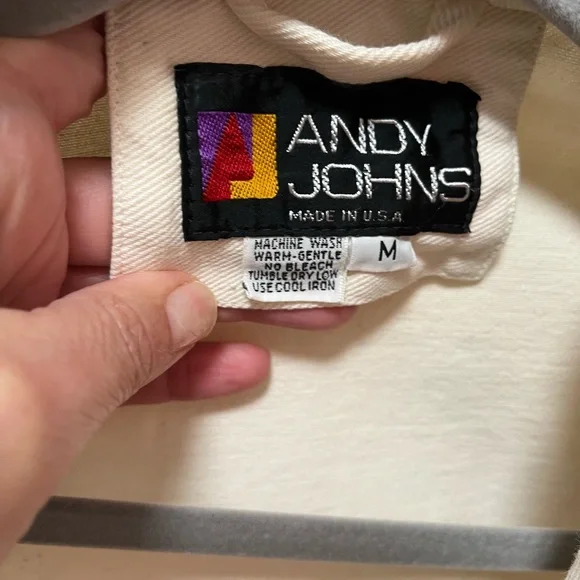 ANDY
JOHNS
MADE IN U.S.A
MACHINE WASH
WARM-GENTLE
NO BLEACH
TUMBLE DRY LOW
USE COOL IRON
M